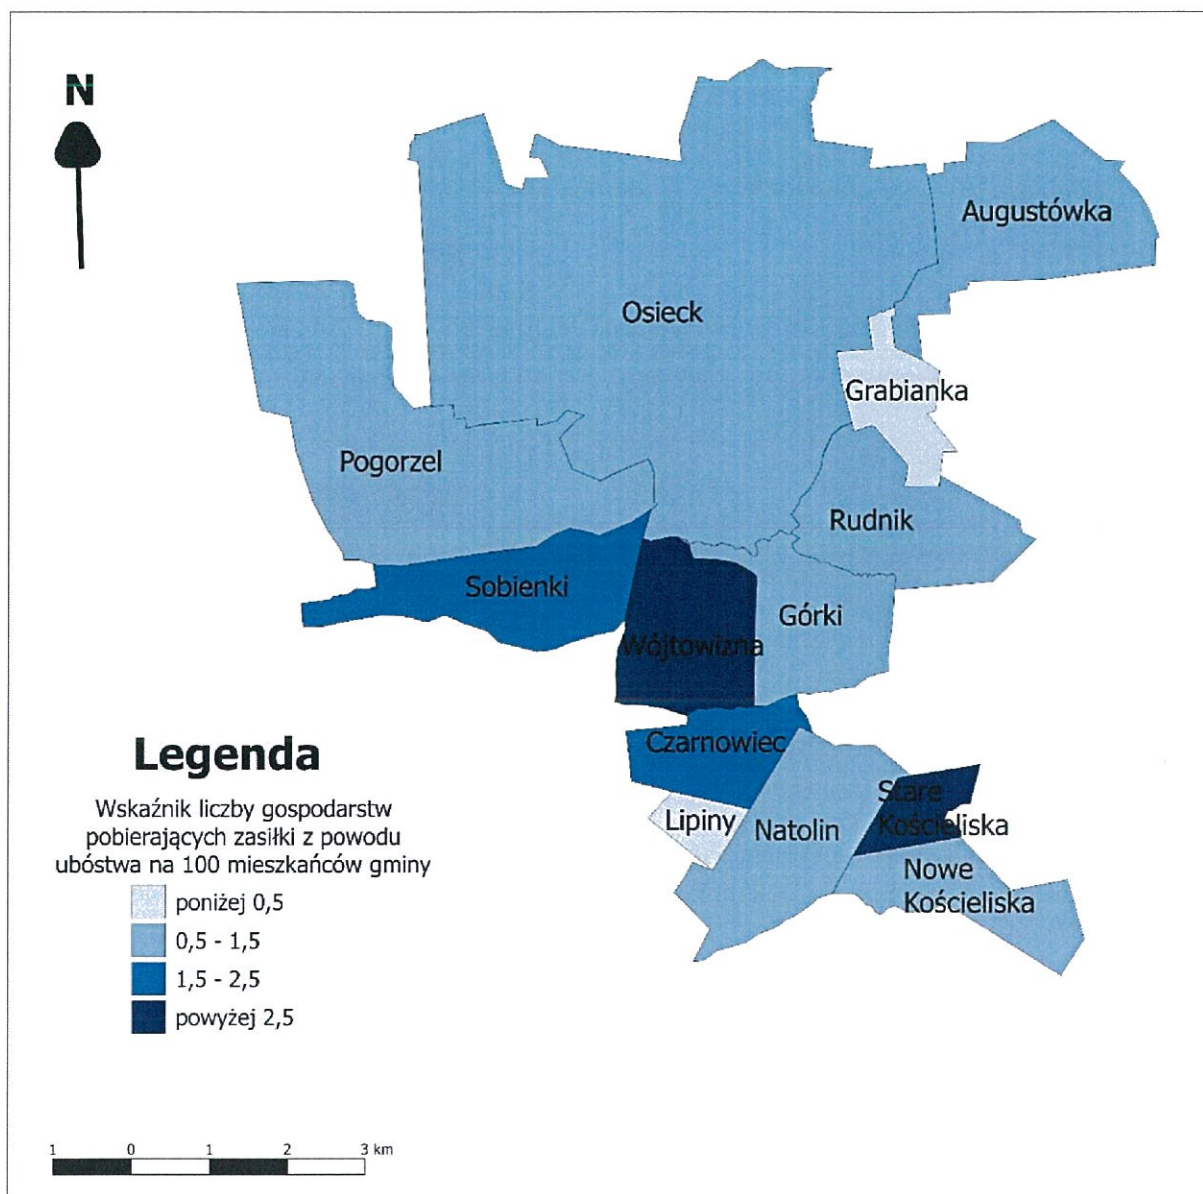 N
Augustówka
Osieck
Grabianka
Pogorzel
Rudnik
Sobienki
Górki
Wójtowizna
Czarnowiec
Stare
Kościeliska
Lipiny
Natolin
Nowe
Kościeliska
Legenda
Wskaźnik liczby gospodarstw
pobierających zasiłki z powodu
ubóstwa na 100 mieszkańców gminy
poniżej 0,5
0,5 - 1,5
1,5 - 2,5
powyżej 2,5
1 0 1 2 3 km